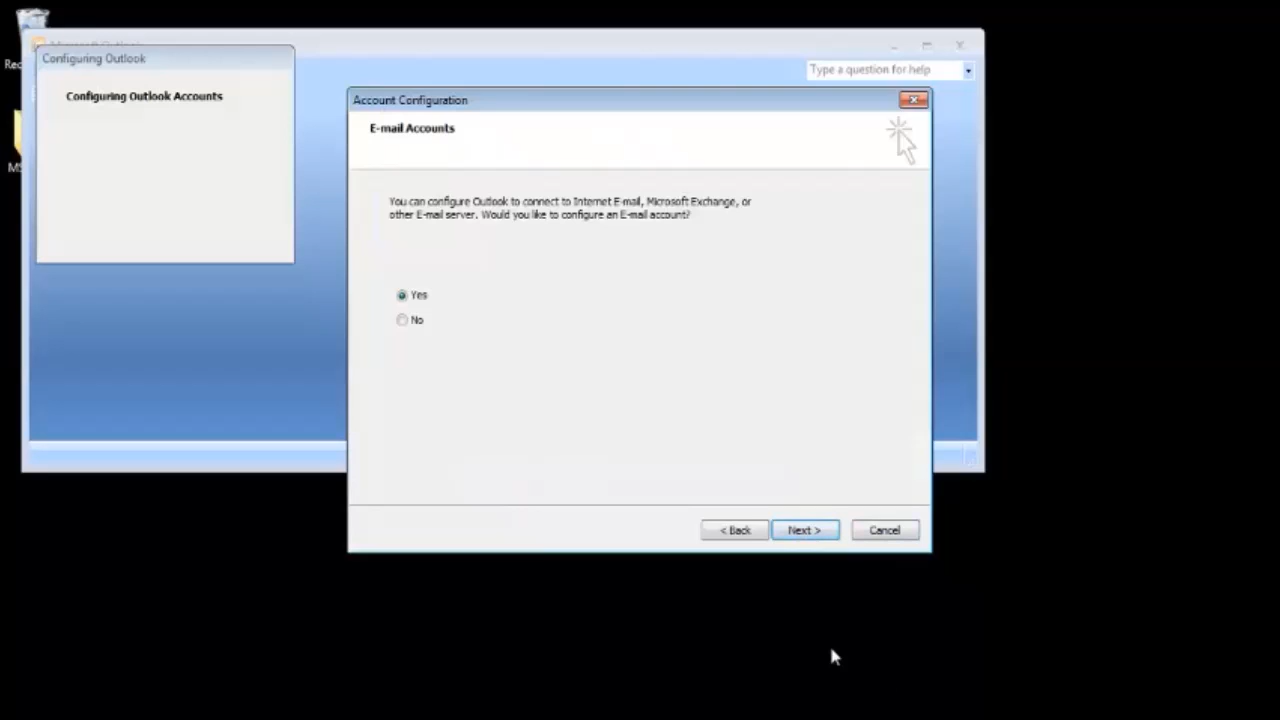 Configuring Outlook
Configuring Outlook Accounts
Type a question for help
Account Configuration
E-mail Accounts
You can configure Outlook to connect to Internet E-mail, Microsoft Exchange, or
other E-mail server. Would you like to configure an E-mail account?
Yes
No
< Back
Next >
Cancel